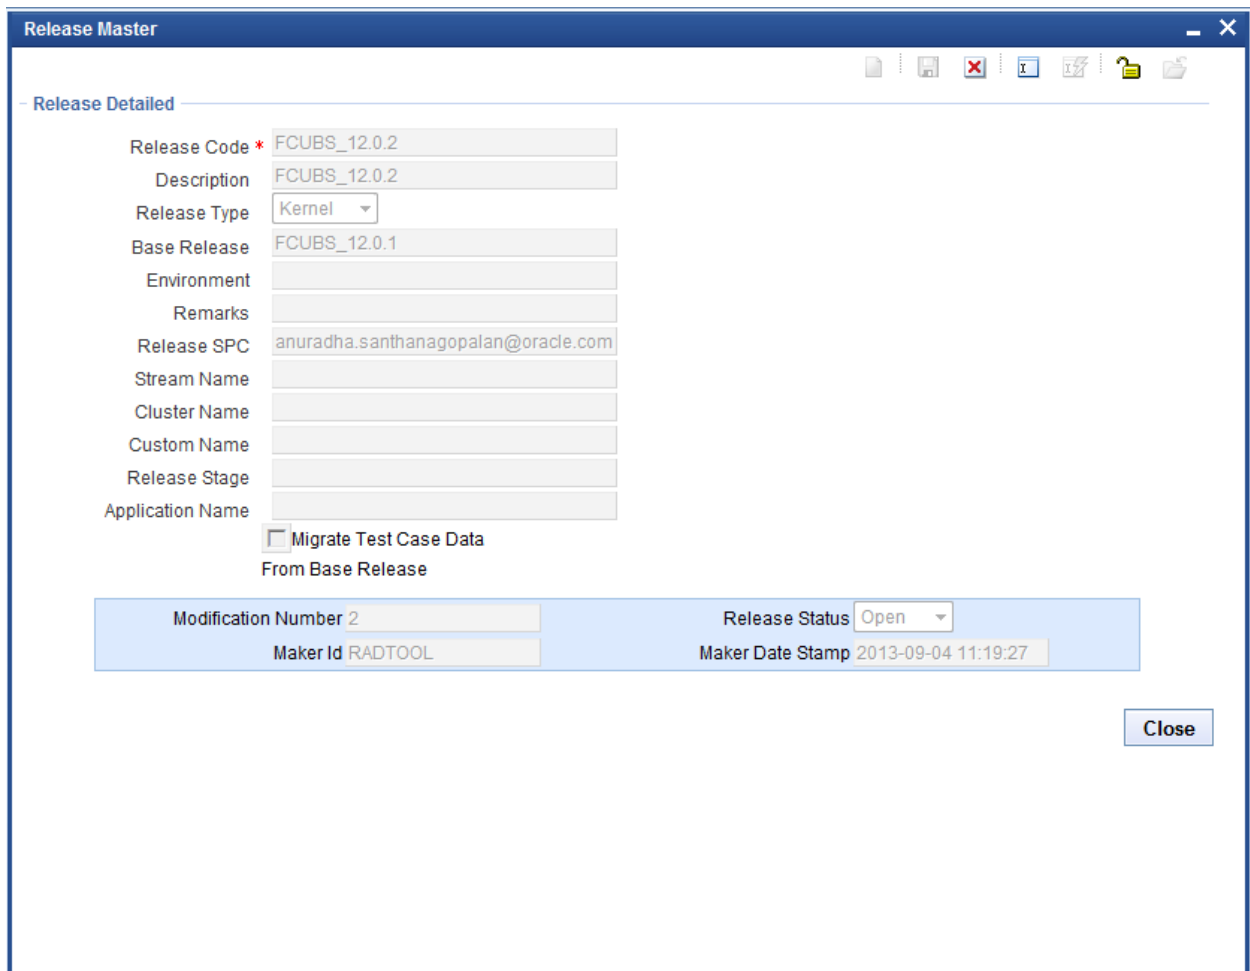 Release Master
Release Detailed
Release Code * FCUBS_12.0.2
Description FCUBS_12.0.2
Release Type Kernel
Base Release FCUBS_12.0.1
Environment
Remarks
Release SPC anuradha.santhanagopalan@oracle.com
Stream Name
Cluster Name
Custom Name
Release Stage
Application Name
Migrate Test Case Data
From Base Release
Modification Number 2 Release Status Open
Maker Id RADTOOL Maker Date Stamp 2013-09-04 11:19:27
Close